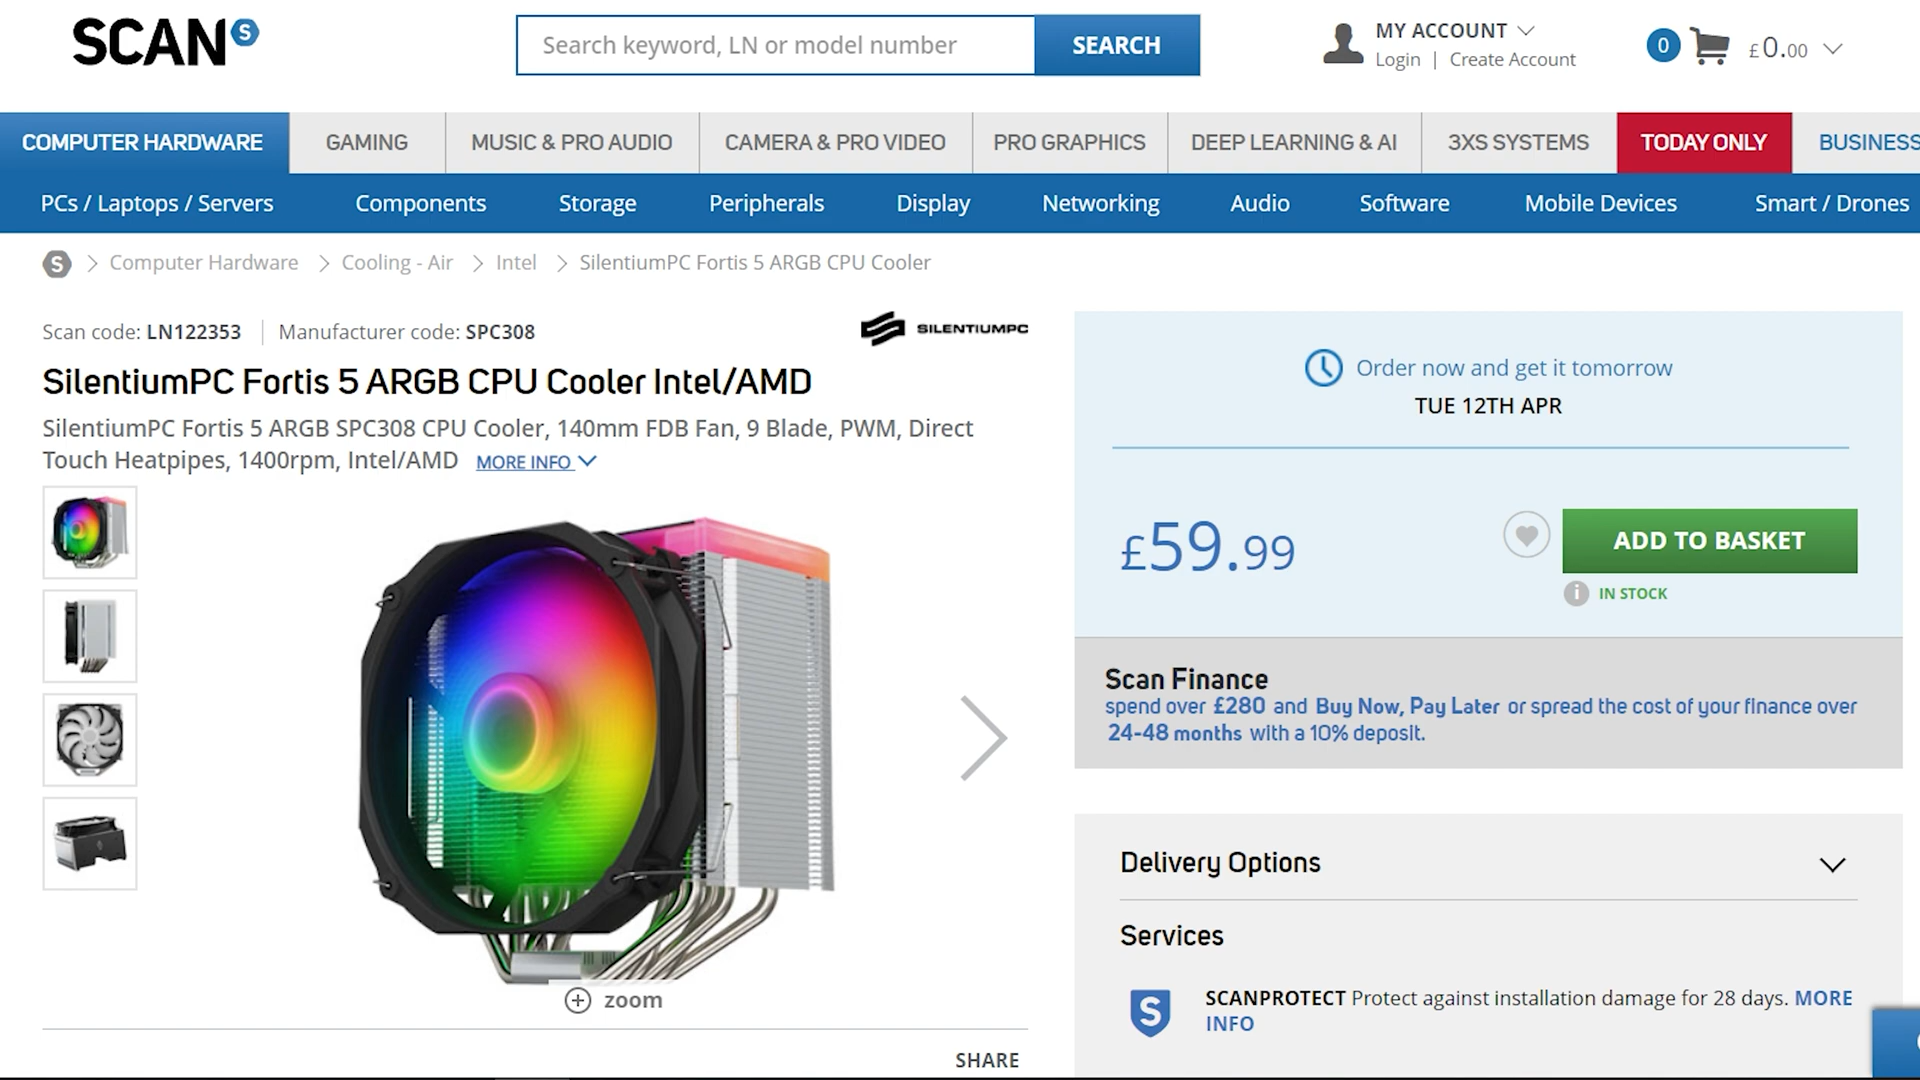 SCAN S
Search keyword, LN or model number
SEARCH
MY ACCOUNT
Login | Create Account
0
£0.00
COMPUTER HARDWARE
GAMING
MUSIC & PRO AUDIO
CAMERA & PRO VIDEO
PRO GRAPHICS
DEEP LEARNING & AI
3XS SYSTEMS
TODAY ONLY
BUSINESS
PCs / Laptops / Servers
Components
Storage
Peripherals
Display
Networking
Audio
Software
Mobile Devices
Smart / Drones
S > Computer Hardware > Cooling - Air > Intel > SilentiumPC Fortis 5 ARGB CPU Cooler
Scan code: LN122353 | Manufacturer code: SPC308
SILENTIUMPC
SilentiumPC Fortis 5 ARGB CPU Cooler Intel/AMD
SilentiumPC Fortis 5 ARGB SPC308 CPU Cooler, 140mm FDB Fan, 9 Blade, PWM, Direct
Touch Heatpipes, 1400rpm, Intel/AMD MORE INFO
zoom
SHARE
Order now and get it tomorrow
TUE 12TH APR
£59.99
ADD TO BASKET
i IN STOCK
Scan Finance
spend over £280 and Buy Now, Pay Later or spread the cost of your finance over
24-48 months with a 10% deposit.
Delivery Options
Services
S
SCANPROTECT Protect against installation damage for 28 days. MORE
INFO